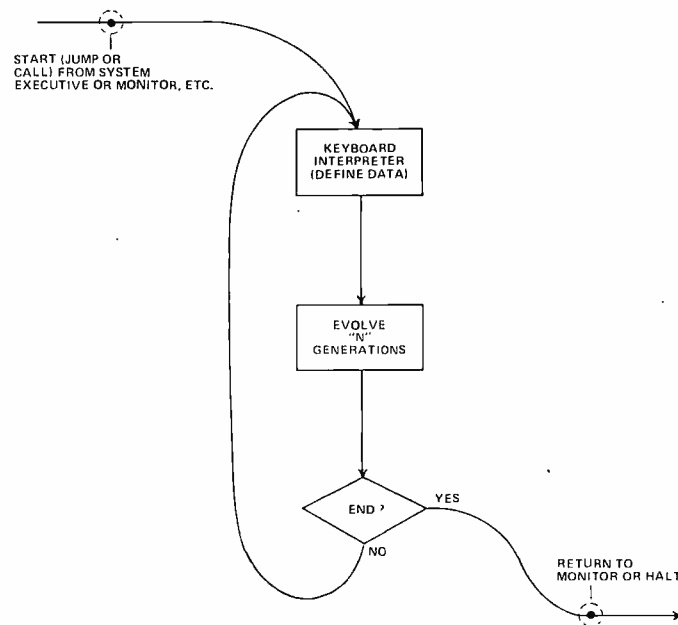 START (JUMP OR
CALL) FROM SYSTEM
EXECUTIVE OR MONITOR, ETC.
KEYBOARD
INTERPRETER
(DEFINE DATA)
EVOLVE
"N"
GENERATIONS
END ?
YES
NO
RETURN TO
MONITOR OR HALT